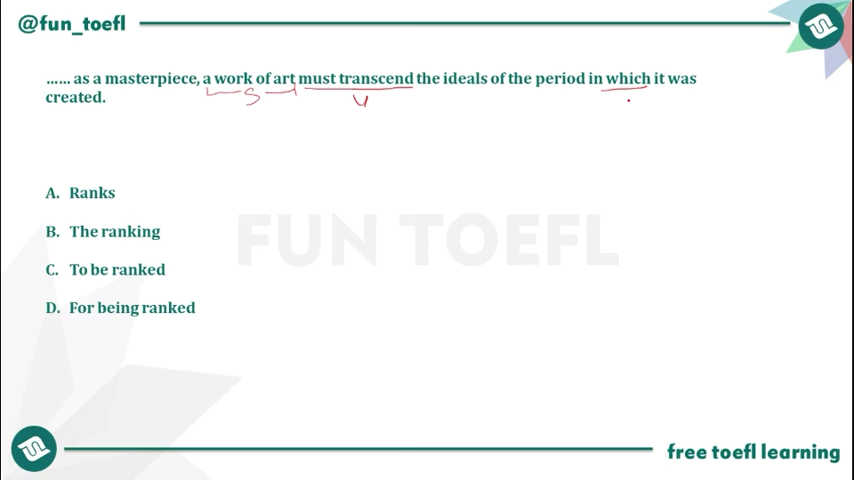 @fun_toefl
...... as a masterpiece, a work of art must transcend the ideals of the period in which it was
created.
S
V
A. Ranks
B. The ranking
C. To be ranked
D. For being ranked
FUN TOEFL
free toefl learning